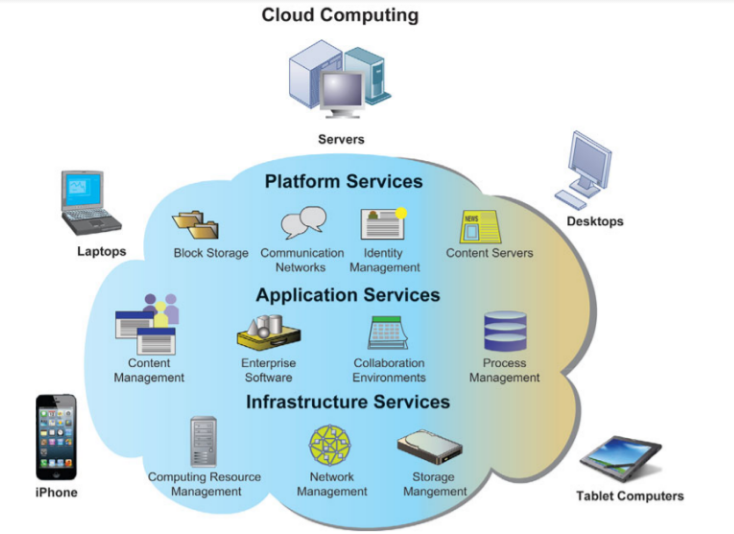 Cloud Computing
Servers
Platform Services
Desktops
Laptops
Block Storage
Communication
Networks
Identity
Management
NEWS
Content Servers
Application Services
Content
Management
Enterprise
Software
Collaboration
Environments
Process
Management
Infrastructure Services
Computing Resource
Management
Network
Management
Storage
Mangement
iPhone
Tablet Computers